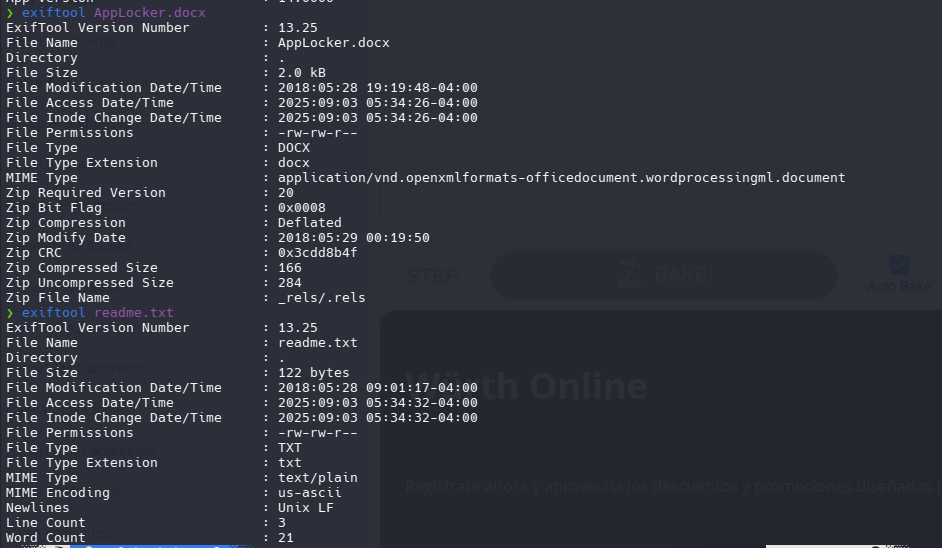 ❯ exiftool AppLocker.docx
ExifTool Version Number         : 13.25
File Name                       : AppLocker.docx
Directory                       : .
File Size                       : 2.0 kB
File Modification Date/Time     : 2018:05:28 19:19:48-04:00
File Access Date/Time           : 2025:09:03 05:34:26-04:00
File Inode Change Date/Time     : 2025:09:03 05:34:26-04:00
File Permissions                : -rw-rw-r--
File Type                       : DOCX
File Type Extension             : docx
MIME Type                       : application/vnd.openxmlformats-officedocument.wordprocessingml.document
Zip Required Version            : 20
Zip Bit Flag                    : 0x0008
Zip Compression                 : Deflated
Zip Modify Date                 : 2018:05:29 00:19:50
Zip CRC                         : 0x3cdd8b4f
Zip Compressed Size             : 166
Zip Uncompressed Size           : 284
Zip File Name                   : _rels/.rels
❯ exiftool readme.txt
ExifTool Version Number         : 13.25
File Name                       : readme.txt
Directory                       : .
File Size                       : 122 bytes
File Modification Date/Time     : 2018:05:28 09:01:17-04:00
File Access Date/Time           : 2025:09:03 05:34:32-04:00
File Inode Change Date/Time     : 2025:09:03 05:34:32-04:00
File Permissions                : -rw-rw-r--
File Type                       : TXT
File Type Extension             : txt
MIME Type                       : text/plain
MIME Encoding                   : us-ascii
Newlines                        : Unix LF
Line Count                      : 3
Word Count                      : 21
STEP
BAKE!
Auto Bake
Online
Regístrate ahora y aprovecha los descuentos y promociones diseñados